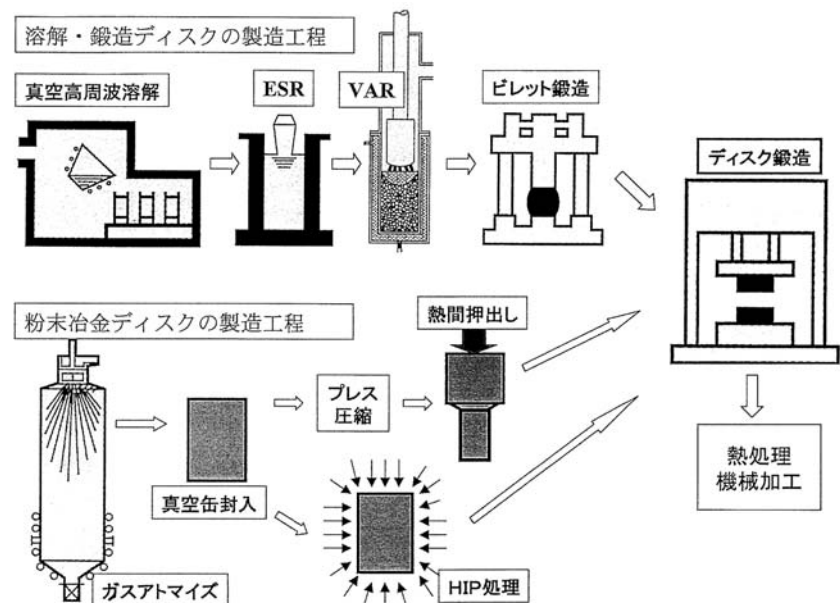 溶解・鍛造ディスクの製造工程
真空高周波溶解
ESR
VAR
ビレット鍛造
ディスク鍛造
粉末冶金ディスクの製造工程
熱間押出し
プレス
圧縮
真空缶封入
熱処理
機械加工
ガスアトマイズ
HIP処理